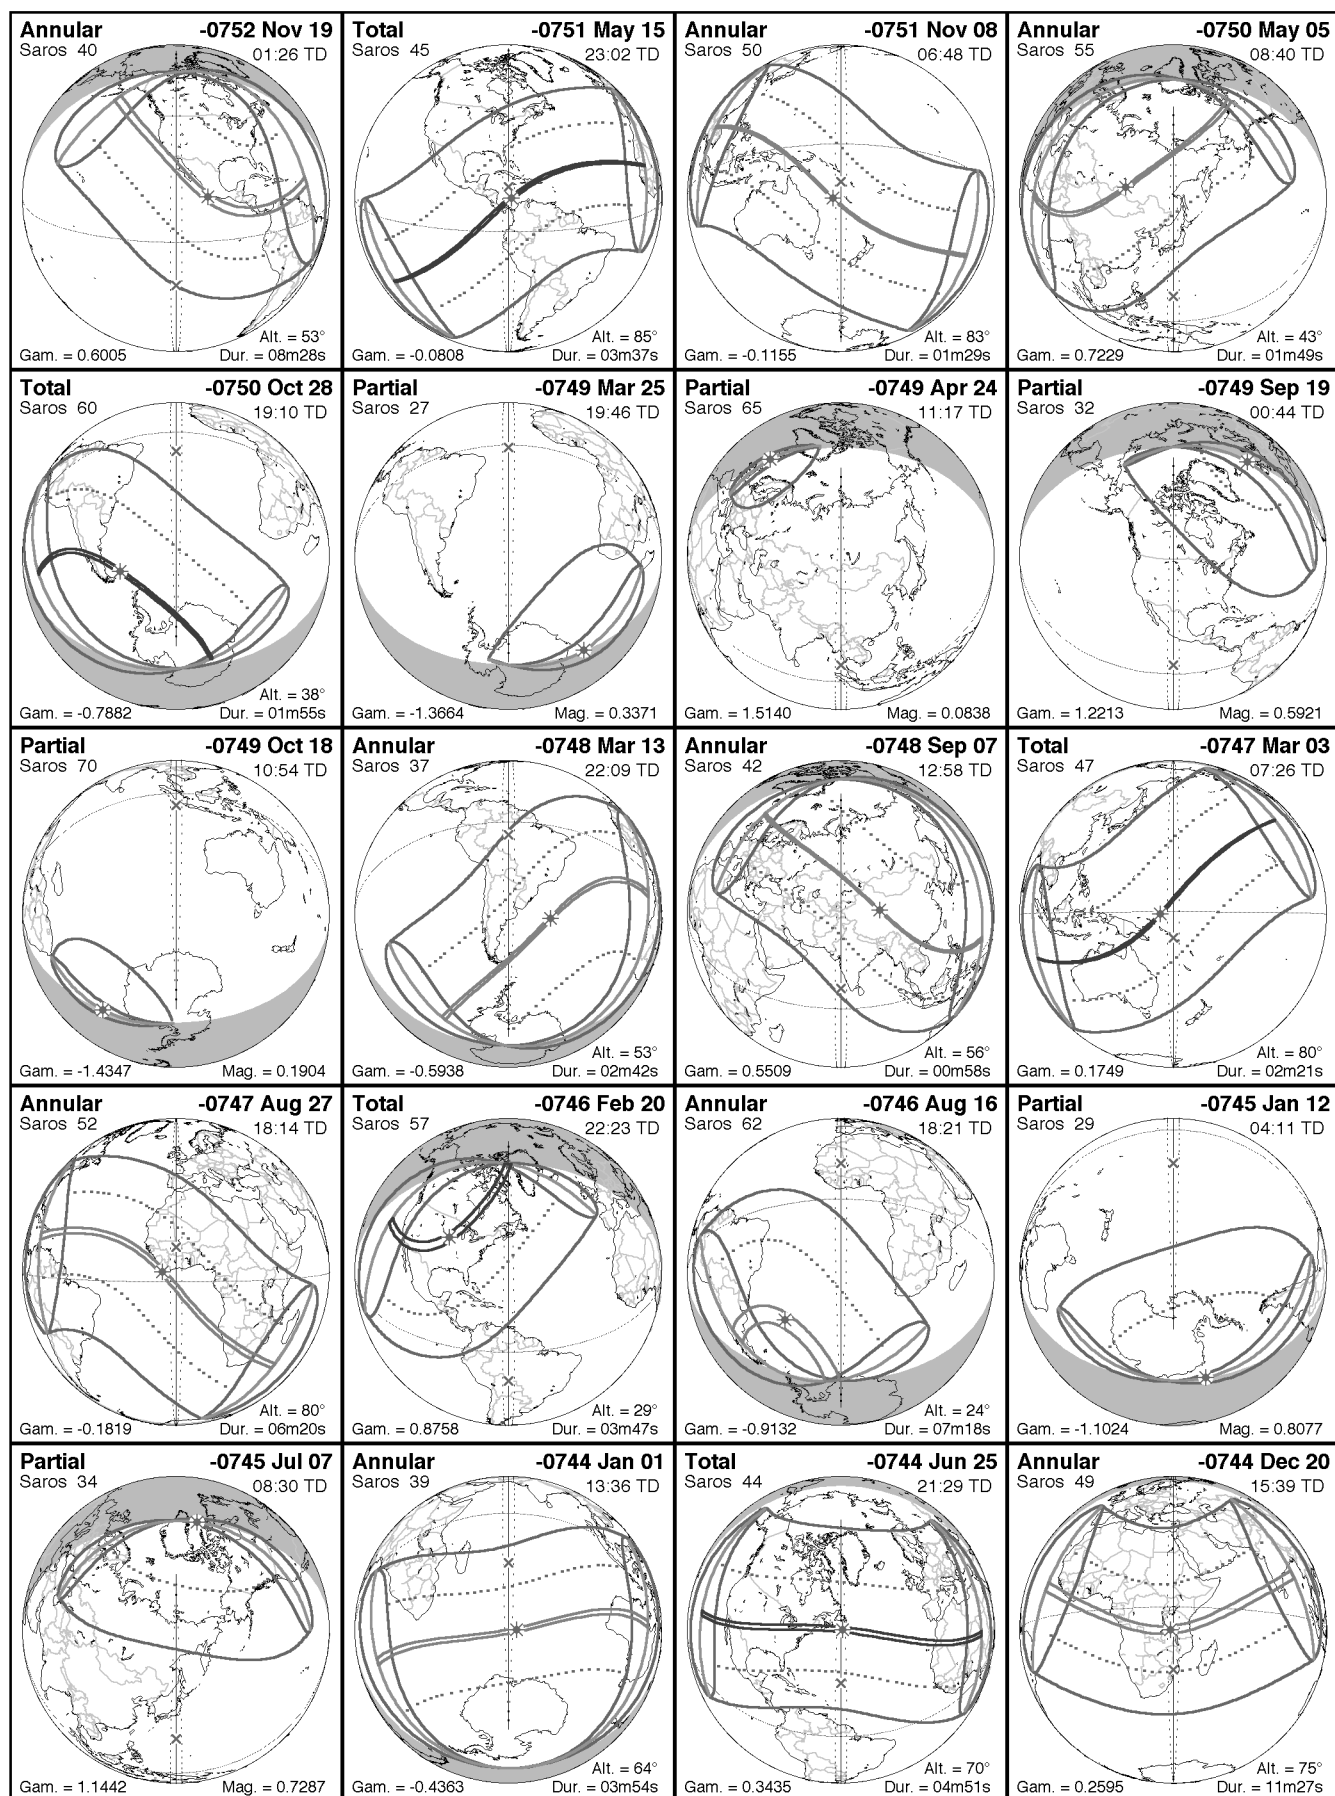 Annular -0752 Nov 19
Saros 40 01:26 TD
Alt. = 53°
Gam. = 0.6005 Dur. = 08m28s
Total -0751 May 15
Saros 45 23:02 TD
Alt. = 85°
Gam. = -0.0808 Dur. = 03m37s
Annular -0751 Nov 08
Saros 50 06:48 TD
Alt. = 83°
Gam. = -0.1155 Dur. = 01m29s
Annular -0750 May 05
Saros 55 08:40 TD
Alt. = 43°
Gam. = 0.7229 Dur. = 01m49s
Total -0750 Oct 28
Saros 60 19:10 TD
Alt. = 38°
Gam. = -0.7882 Dur. = 01m55s
Partial -0749 Mar 25
Saros 27 19:46 TD
Gam. = -1.3664 Mag. = 0.3371
Partial -0749 Apr 24
Saros 65 11:17 TD
Gam. = 1.5140 Mag. = 0.0838
Partial -0749 Sep 19
Saros 32 00:44 TD
Gam. = 1.2213 Mag. = 0.5921
Partial -0749 Oct 18
Saros 70 10:54 TD
Gam. = -1.4347 Mag. = 0.1904
Annular -0748 Mar 13
Saros 37 22:09 TD
Alt. = 53°
Gam. = -0.5938 Dur. = 02m42s
Annular -0748 Sep 07
Saros 42 12:58 TD
Alt. = 56°
Gam. = 0.5509 Dur. = 00m58s
Total -0747 Mar 03
Saros 47 07:26 TD
Alt. = 80°
Gam. = 0.1749 Dur. = 02m21s
Annular -0747 Aug 27
Saros 52 18:14 TD
Alt. = 80°
Gam. = -0.1819 Dur. = 06m20s
Total -0746 Feb 20
Saros 57 22:23 TD
Alt. = 29°
Gam. = 0.8758 Dur. = 03m47s
Annular -0746 Aug 16
Saros 62 18:21 TD
Alt. = 24°
Gam. = -0.9132 Dur. = 07m18s
Partial -0745 Jan 12
Saros 29 04:11 TD
Gam. = -1.1024 Mag. = 0.8077
Partial -0745 Jul 07
Saros 34 08:30 TD
Gam. = 1.1442 Mag. = 0.7287
Annular -0744 Jan 01
Saros 39 13:36 TD
Alt. = 64°
Gam. = -0.4363 Dur. = 03m54s
Total -0744 Jun 25
Saros 44 21:29 TD
Alt. = 70°
Gam. = 0.3435 Dur. = 04m51s
Annular -0744 Dec 20
Saros 49 15:39 TD
Alt. = 75°
Gam. = 0.2595 Dur. = 11m27s